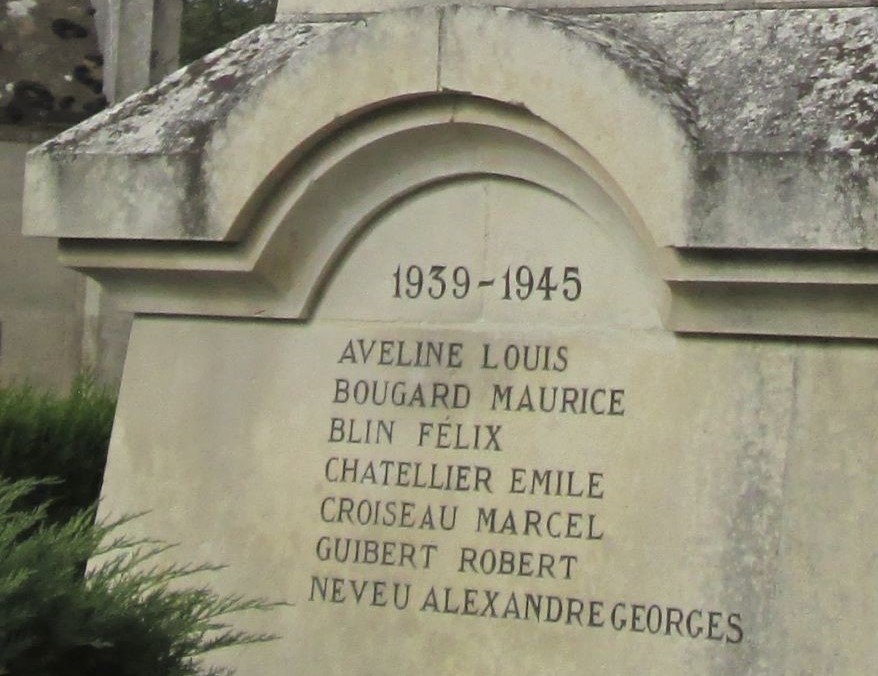 1939-1945
AVELINE LOUIS
BOUGARD MAURICE
BLIN FÉLIX
CHATELLIER EMILE
CROISEAU MARCEL
GUIBERT ROBERT
NEVEU ALEXANDRE GEORGES